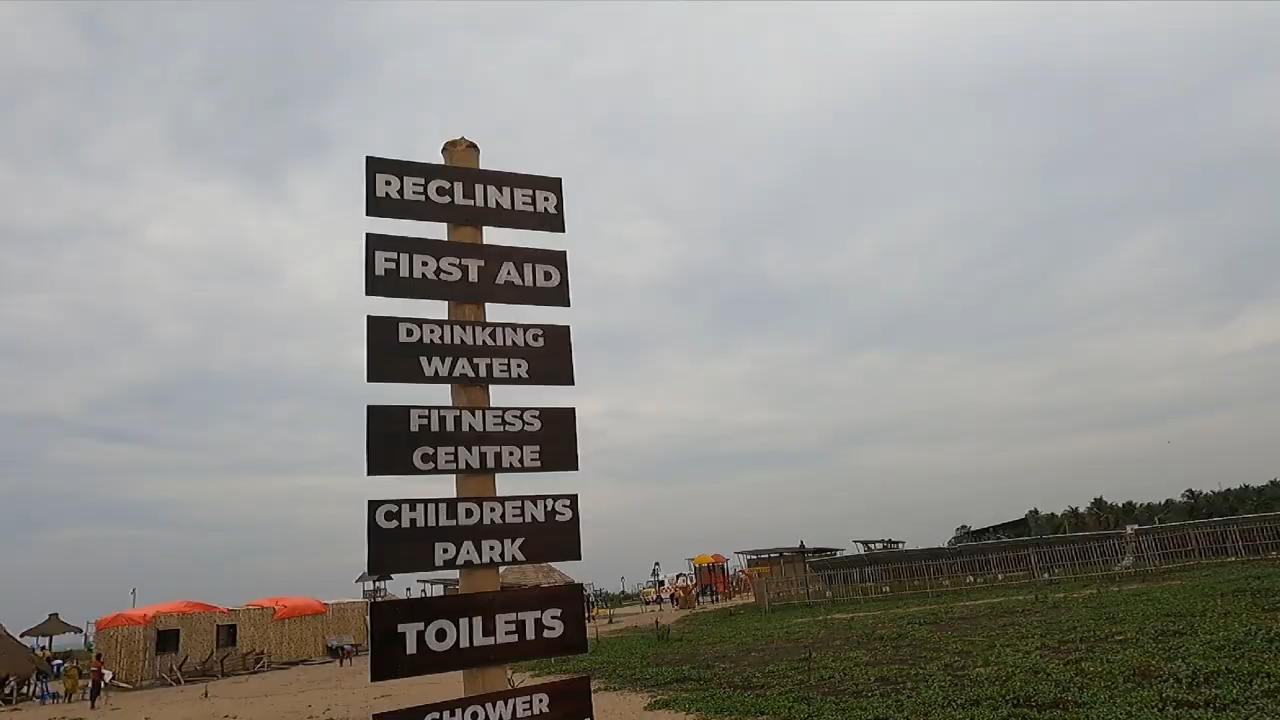 RECLINER
FIRST AID
DRINKING
WATER
FITNESS
CENTRE
CHILDREN'S
PARK
TOILETS
SHOWER